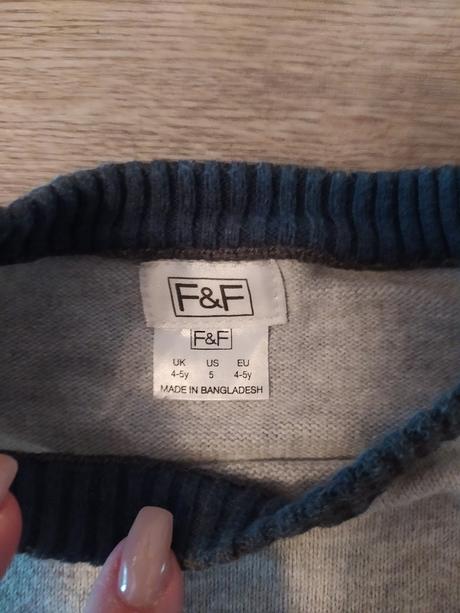 F&F
F&F
UK US EU
4-5y 5 4-5y
MADE IN BANGLADESH